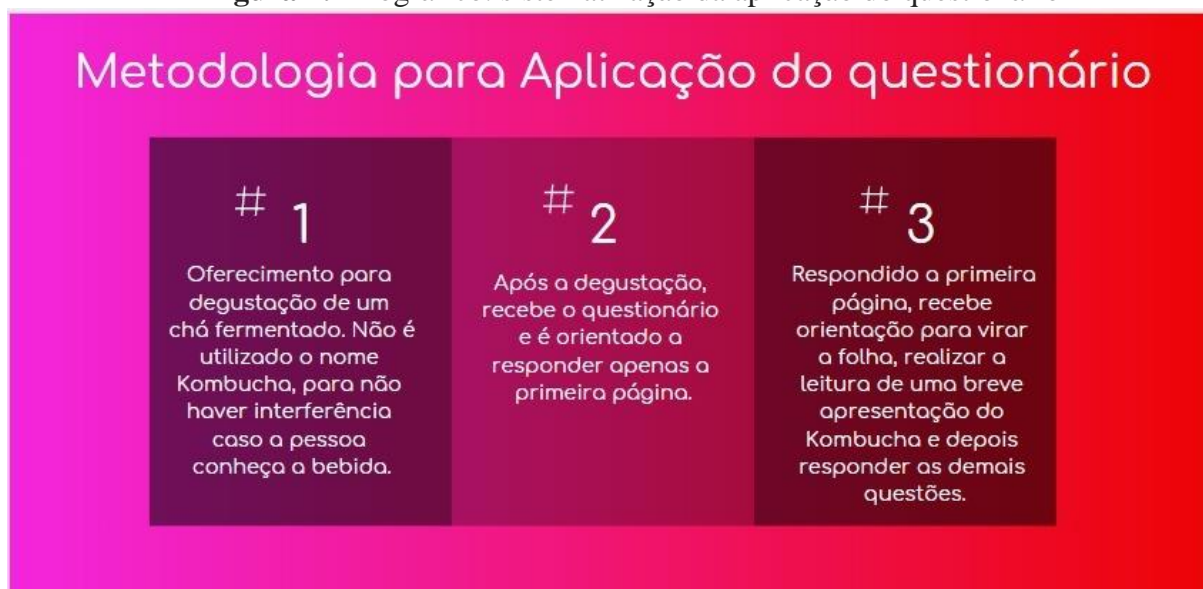 Metodologia para Aplicação do questionário
# 1
Oferecimento para
degustação de um
chá fermentado. Não é
utilizado o nome
Kombucha, para não
haver interferência
caso a pessoa
conheça a bebida.
# 2
Após a degustação,
recebe o questionário
e é orientado a
responder apenas a
primeira página.
# 3
Respondido a primeira
página, recebe
orientação para virar
a folha, realizar a
leitura de uma breve
apresentação do
Kombucha e depois
responder as demais
questões.